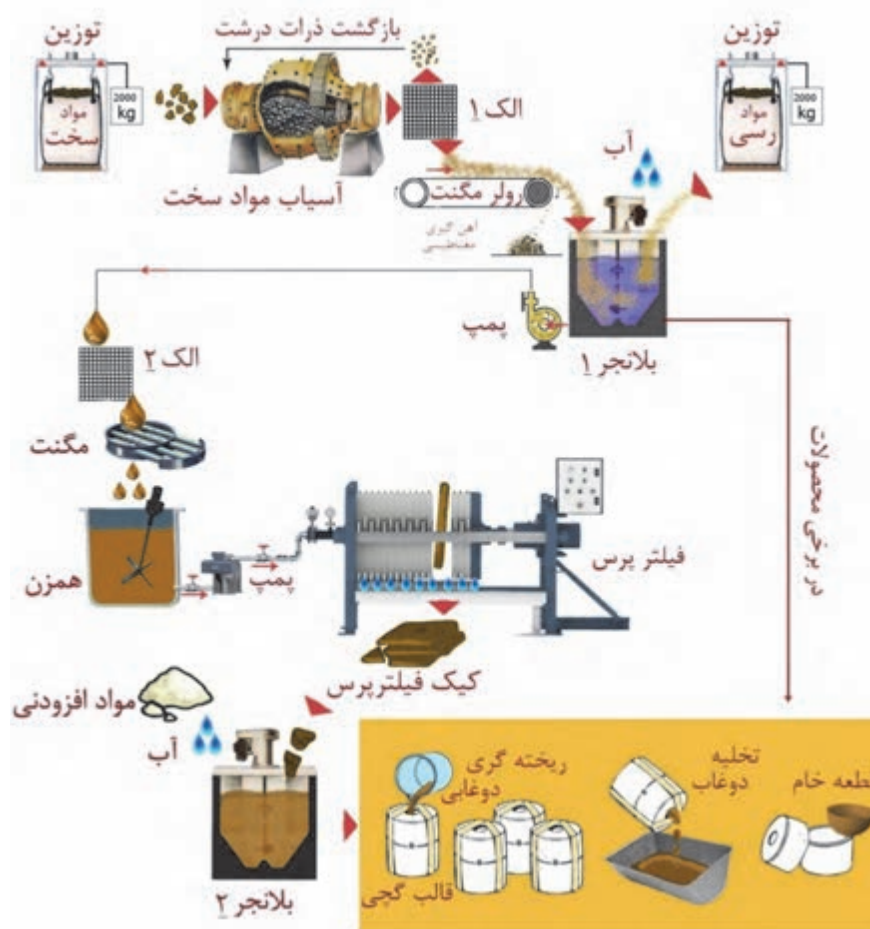 توزین
2000
kg
مواد
سخت
بازگشت ذرات درشت
الک ۱
آسیاب مواد سخت
توزین
2000
kg
مواد
رسی
آب
رولر مگنت
آهن گیری
مغناطیسی
پمپ
بلانجر ۱
الک ۲
مگنت
همزن
پمپ
فیلتر پرس
در برخی محصولات
کیک فیلترپرس
مواد افزودنی
آب
بلانجر ۲
ریخته گری
دوغابی
قالب گچی
تخلیه
دوغاب
قطعه خام